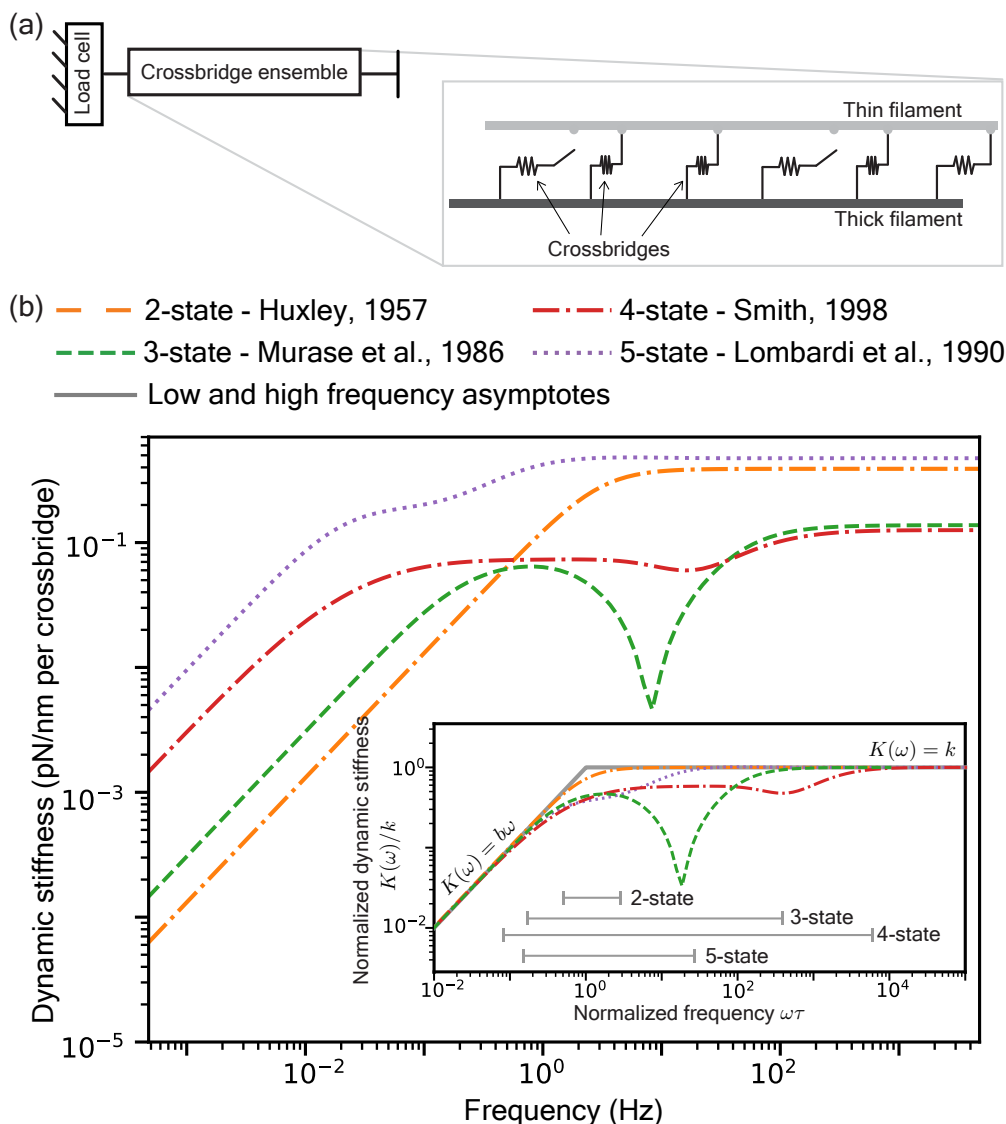 (a)
Load cell
Crossbridge ensemble
Thin filament
Thick filament
Crossbridges
(b)
2-state - Huxley, 1957
4-state - Smith, 1998
3-state - Murase et al., 1986
5-state - Lombardi et al., 1990
Low and high frequency asymptotes
Dynamic stiffness (pN/nm per crossbridge)
10^{-1}
10^{-3}
10^{-5}
10^{-2}
10^{0}
10^{2}
Frequency (Hz)
Normalized dynamic stiffness
K(ω)/k
10^{0}
10^{-2}
K(ω) = k
K(ω) = bω
2-state
3-state
4-state
5-state
10^{-2}
10^{0}
10^{2}
10^{4}
Normalized frequency ωτ